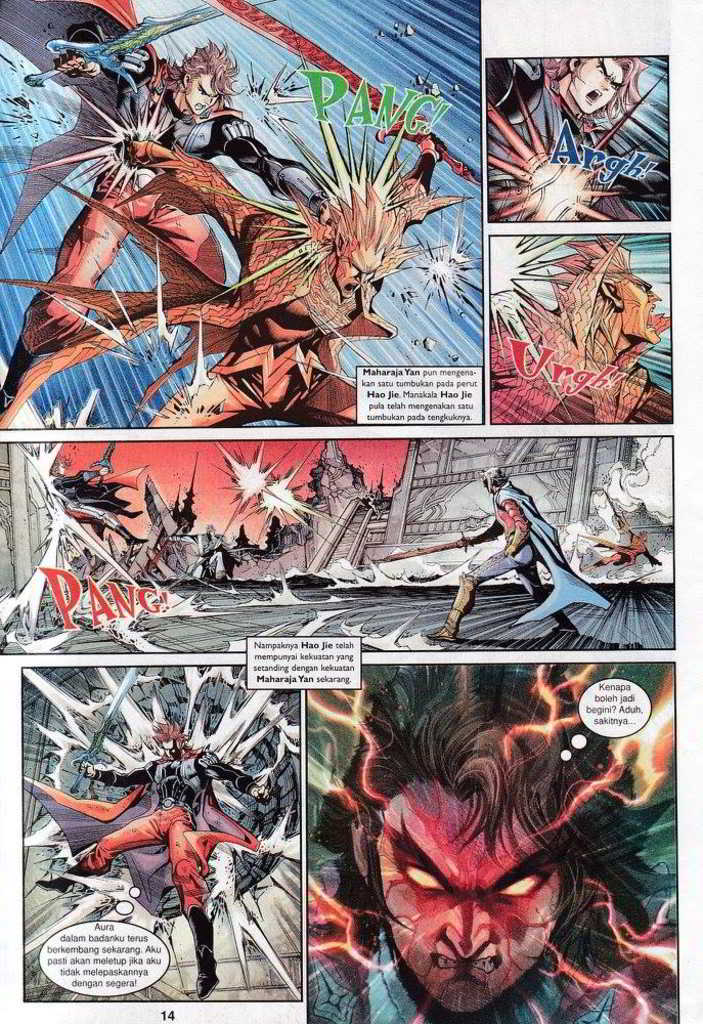 PANG!
Argh!
Urgh!
Maharaja Yan pun mengena-
kan satu tumbukan pada perut
Hao Jie. Manakala Hao Jie
pula telah mengenakan satu
tumbukan pada tengkuknya.
PANG!
Nampaknya Hao Jie telah
mempunyai kekuatan yang
setanding dengan kekuatan
Maharaja Yan sekarang.
Aura
dalam badanku terus
berkembang sekarang. Aku
pasti akan meletup jika aku
tidak melepaskannya
dengan segera!
Kenapa
boleh jadi
begini? Aduh,
sakitnya...
14